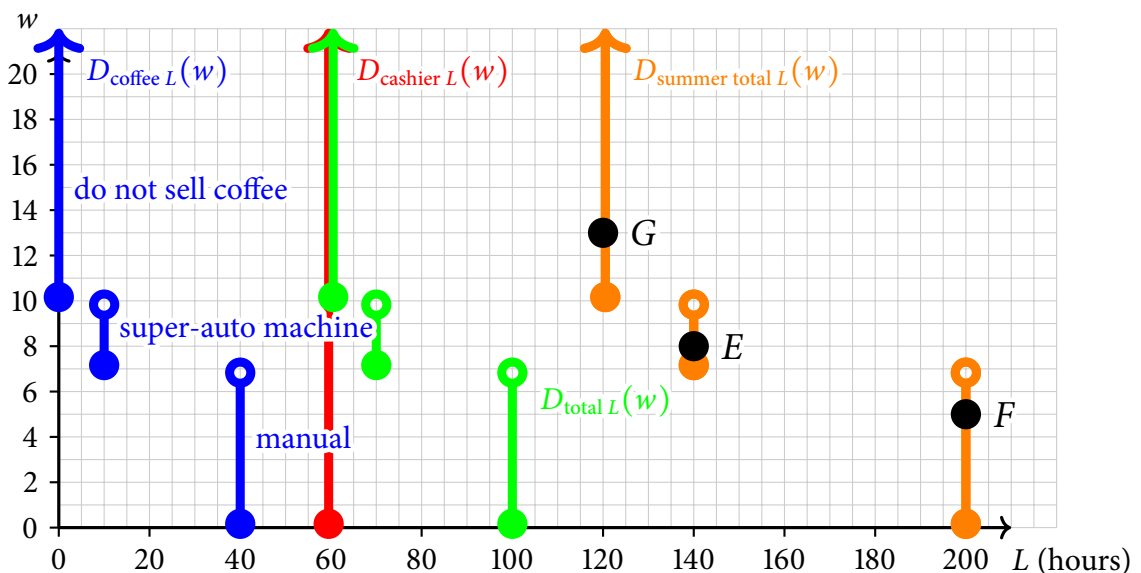 w
20
18
16
14
12
10
8
6
4
2
0
D_coffee L(w)
D_cashier L(w)
D_summer total L(w)
do not sell coffee
G
super-auto machine
E
D_total L(w)
F
manual
0 20 40 60 80 100 120 140 160 180 200 L (hours)